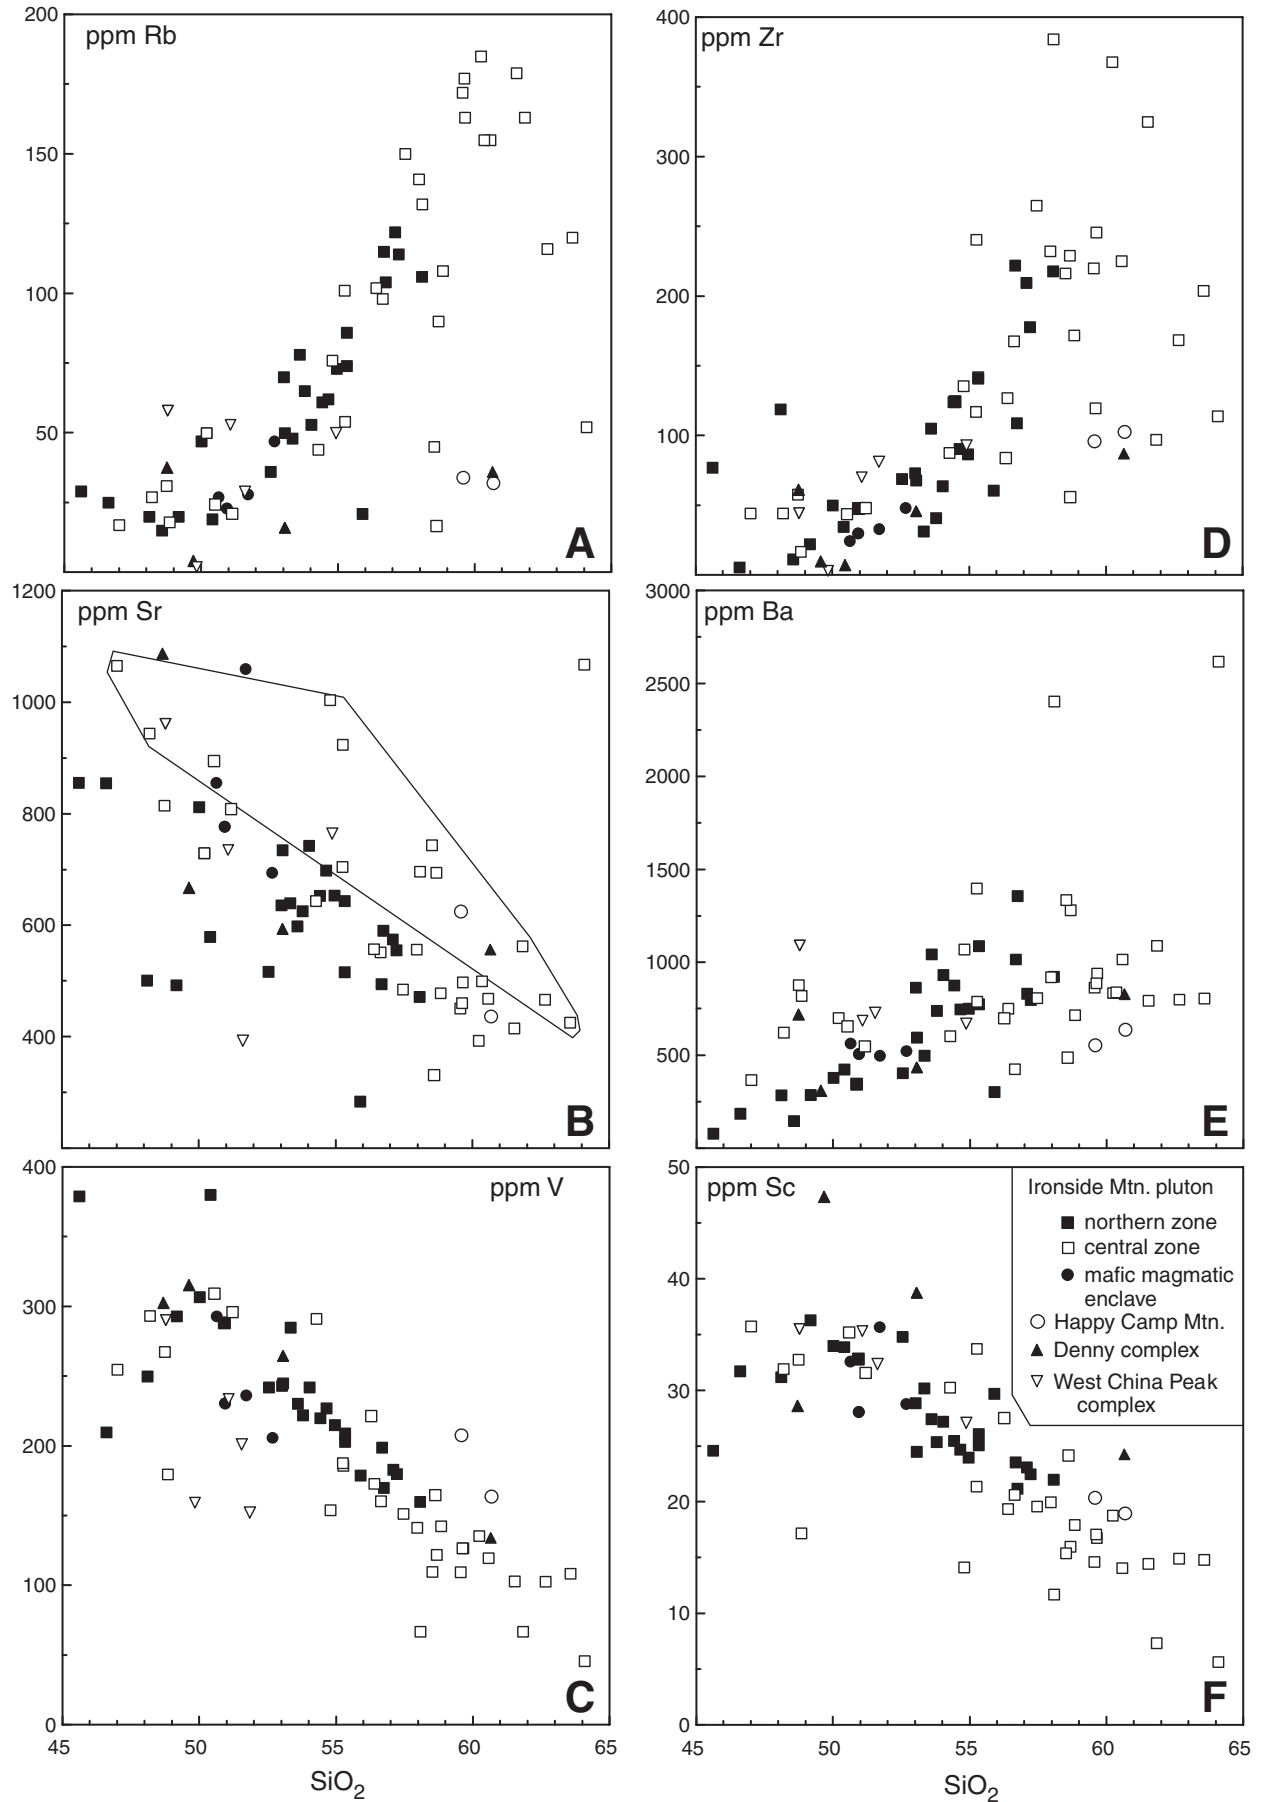 ppm Rb
200
150
100
50
A
ppm Zr
400
300
200
100
D
ppm Sr
1200
1000
800
600
400
B
ppm Ba
3000
2500
2000
1500
1000
500
E
ppm V
400
300
200
100
0
C
45 50 55 60 65
SiO2
ppm Sc
50
40
30
20
10
0
Ironside Mtn. pluton
northern zone
central zone
mafic magmatic
enclave
Happy Camp Mtn.
Denny complex
West China Peak
complex
F
45 50 55 60 65
SiO2